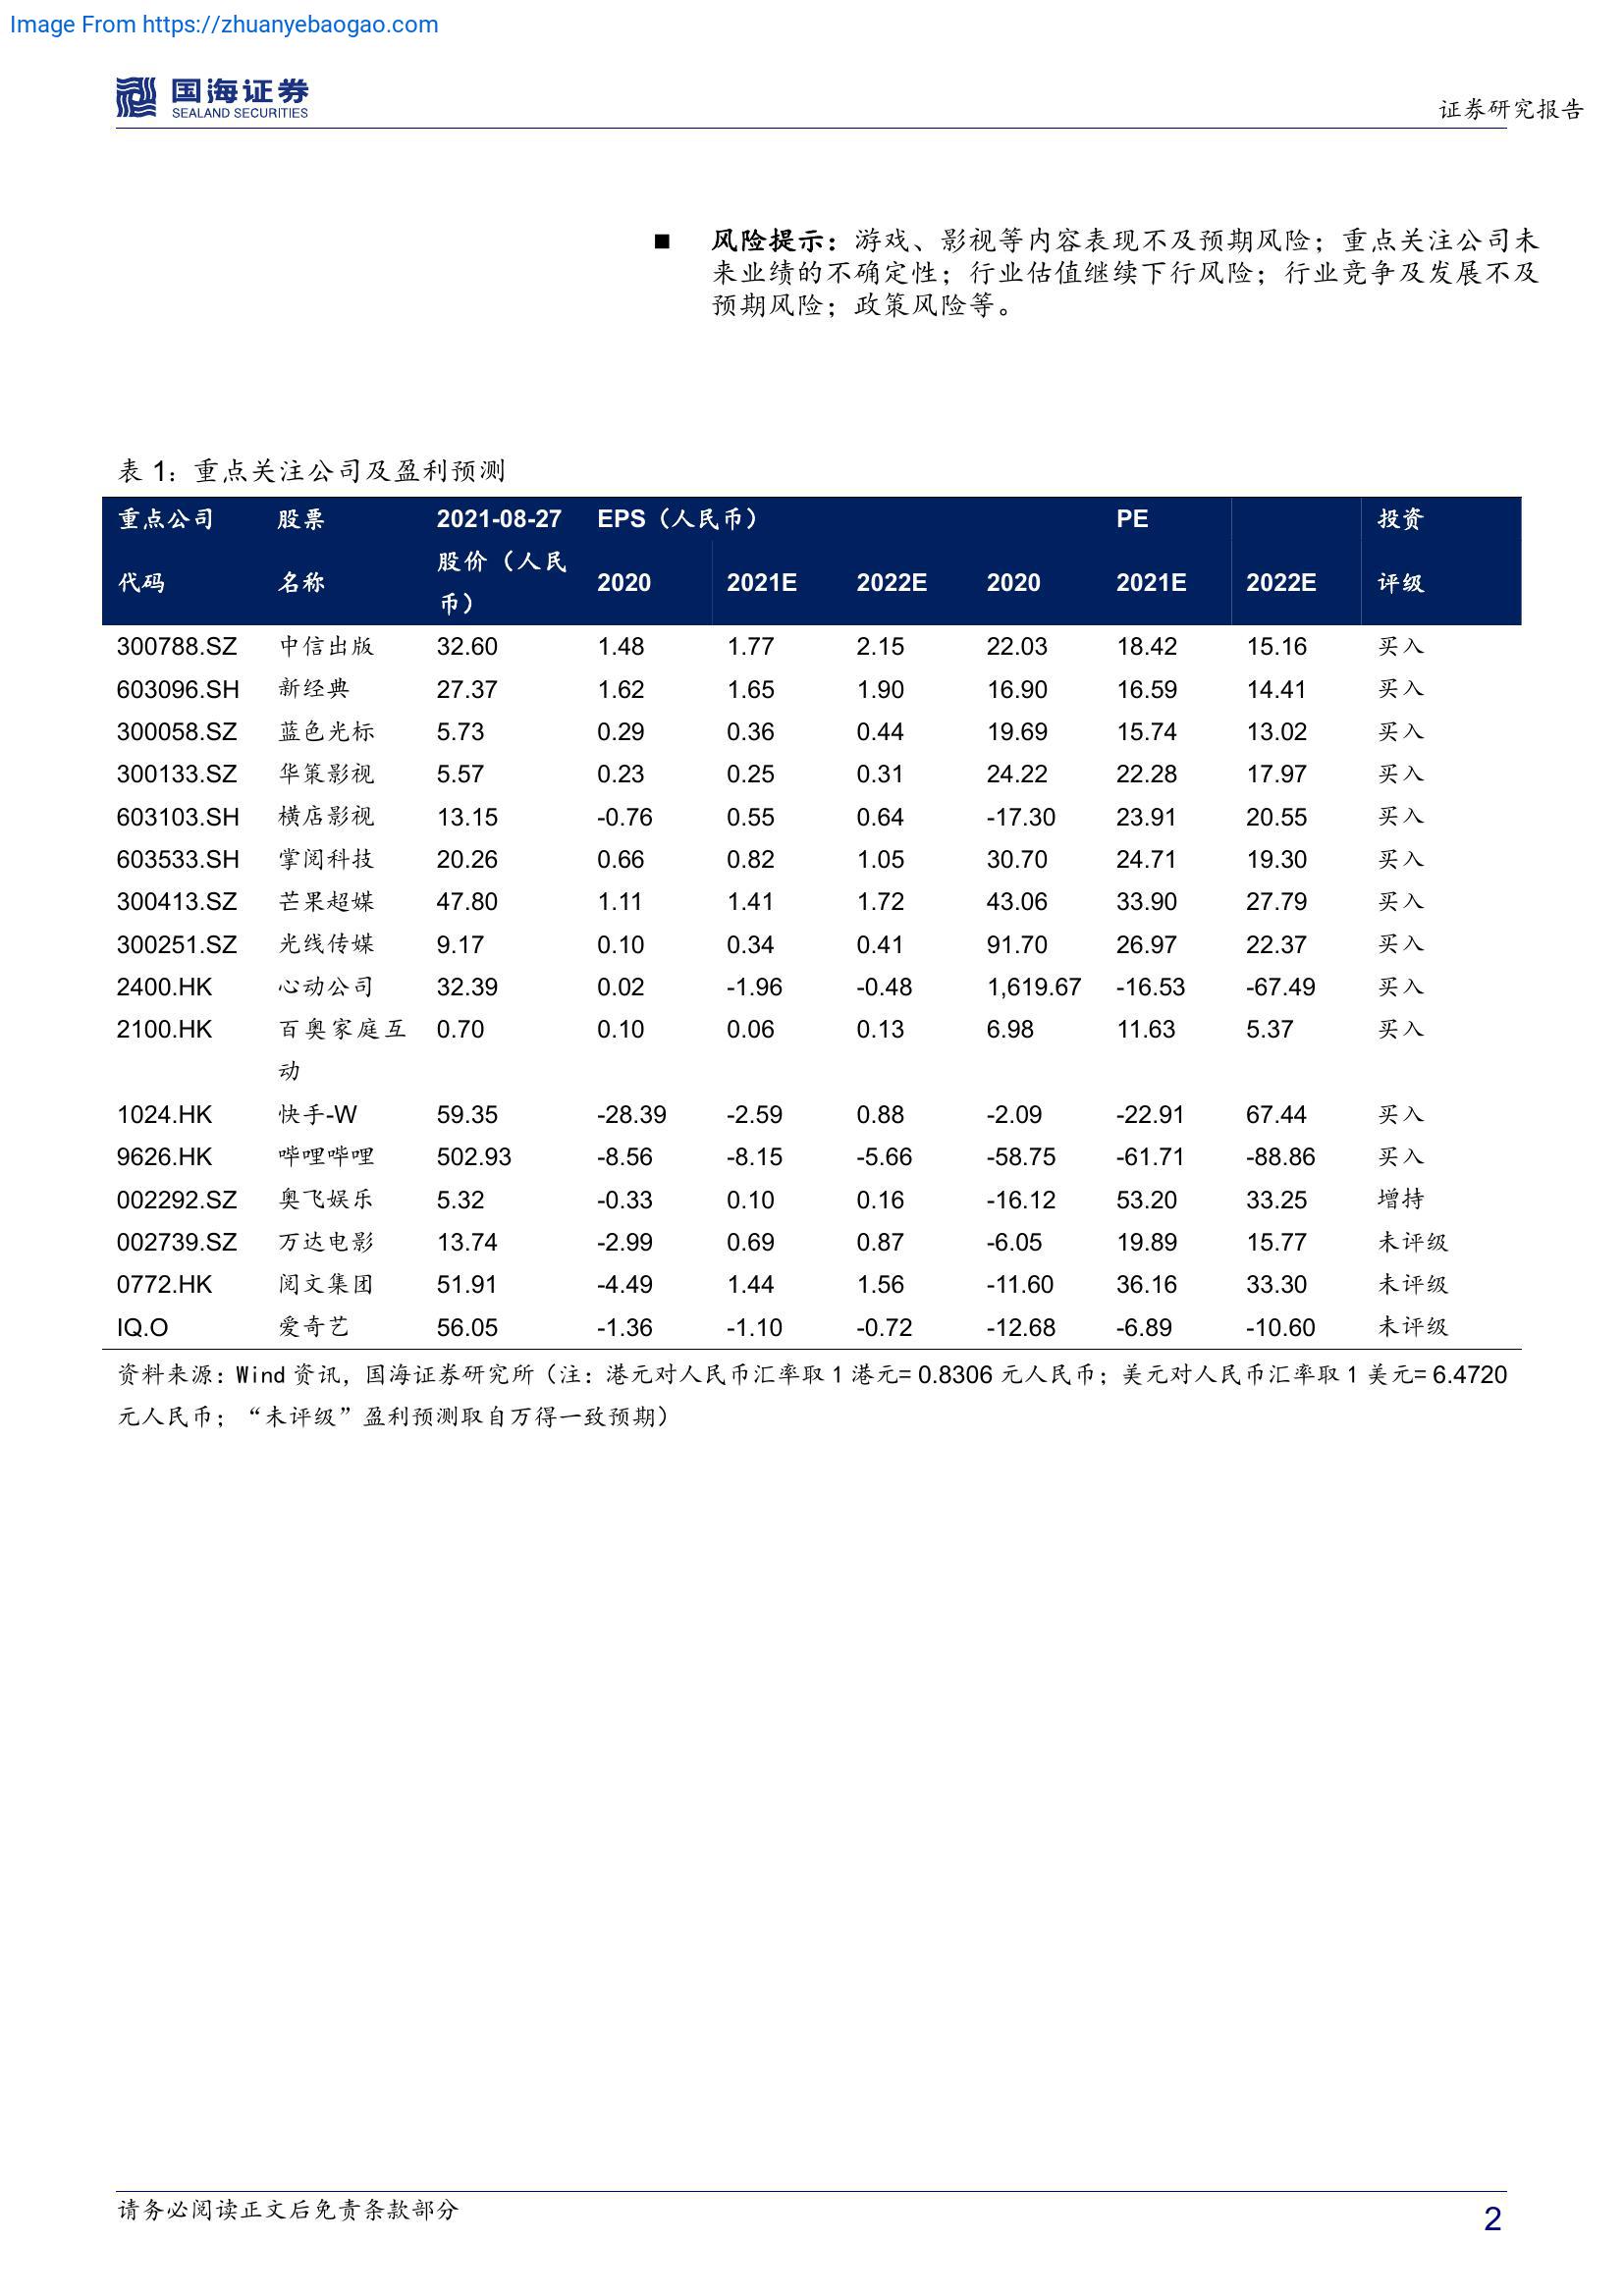 Image From https://zhuanyebaogao.com
国海证券
SEALAND SECURITIES
证券研究报告
■ 风险提示：游戏、影视等内容表现不及预期风险；重点关注公司未
来业绩的不确定性；行业估值继续下行风险；行业竞争及发展不及
预期风险；政策风险等。
表 1：重点关注公司及盈利预测
重点公司 股票 2021-08-27 EPS（人民币） PE 投资
代码 名称 股价（人民 2020 2021E 2022E 2020 2021E 2022E 评级
币）
300788.SZ 中信出版 32.60 1.48 1.77 2.15 22.03 18.42 15.16 买入
603096.SH 新经典 27.37 1.62 1.65 1.90 16.90 16.59 14.41 买入
300058.SZ 蓝色光标 5.73 0.29 0.36 0.44 19.69 15.74 13.02 买入
300133.SZ 华策影视 5.57 0.23 0.25 0.31 24.22 22.28 17.97 买入
603103.SH 横店影视 13.15 -0.76 0.55 0.64 -17.30 23.91 20.55 买入
603533.SH 掌阅科技 20.26 0.66 0.82 1.05 30.70 24.71 19.30 买入
300413.SZ 芒果超媒 47.80 1.11 1.41 1.72 43.06 33.90 27.79 买入
300251.SZ 光线传媒 9.17 0.10 0.34 0.41 91.70 26.97 22.37 买入
2400.HK 心动公司 32.39 0.02 -1.96 -0.48 1,619.67 -16.53 -67.49 买入
2100.HK 百奥家庭互 0.70 0.10 0.06 0.13 6.98 11.63 5.37 买入
动
1024.HK 快手-W 59.35 -28.39 -2.59 0.88 -2.09 -22.91 67.44 买入
9626.HK 哔哩哔哩 502.93 -8.56 -8.15 -5.66 -58.75 -61.71 -88.86 买入
002292.SZ 奥飞娱乐 5.32 -0.33 0.10 0.16 -16.12 53.20 33.25 增持
002739.SZ 万达电影 13.74 -2.99 0.69 0.87 -6.05 19.89 15.77 未评级
0772.HK 阅文集团 51.91 -4.49 1.44 1.56 -11.60 36.16 33.30 未评级
IQ.O 爱奇艺 56.05 -1.36 -1.10 -0.72 -12.68 -6.89 -10.60 未评级
资料来源：Wind 资讯，国海证券研究所（注：港元对人民币汇率取 1 港元= 0.8306 元人民币；美元对人民币汇率取 1 美元= 6.4720
元人民币；“未评级”盈利预测取自万得一致预期）
请务必阅读正文后免责条款部分
2